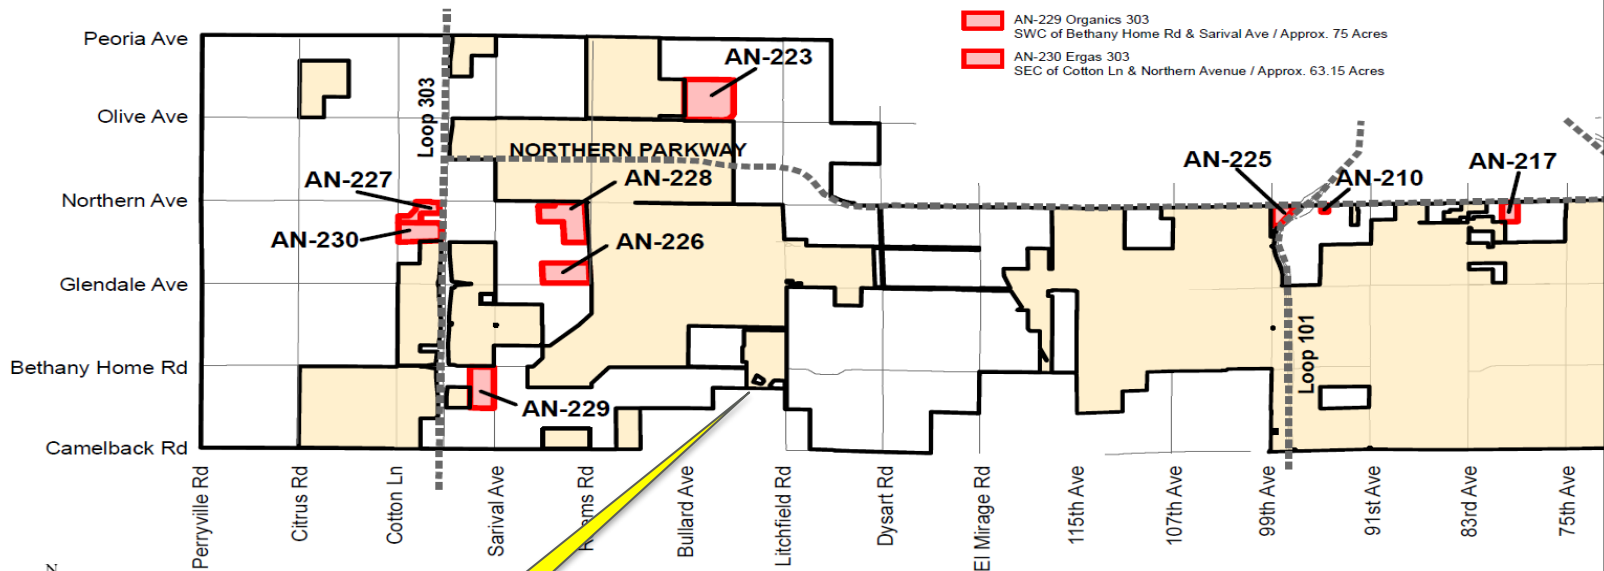 AN-229 Organics 303
SWC of Bethany Home Rd & Sarival Ave / Approx. 75 Acres
AN-230 Ergas 303
SEC of Cotton Ln & Northern Avenue / Approx. 63.15 Acres
Peoria Ave
Olive Ave
Northern Ave
Glendale Ave
Bethany Home Rd
Camelback Rd
Loop 303
NORTHERN PARKWAY
AN-223
AN-227
AN-228
AN-230
AN-226
AN-229
AN-225
AN-210
AN-217
Loop 101
Perryville Rd
Citrus Rd
Cotton Ln
Sarival Ave
Rd
Bullard Ave
Litchfield Rd
Dysart Rd
El Mirage Rd
115th Ave
107th Ave
99th Ave
91st Ave
83rd Ave
75th Ave
N